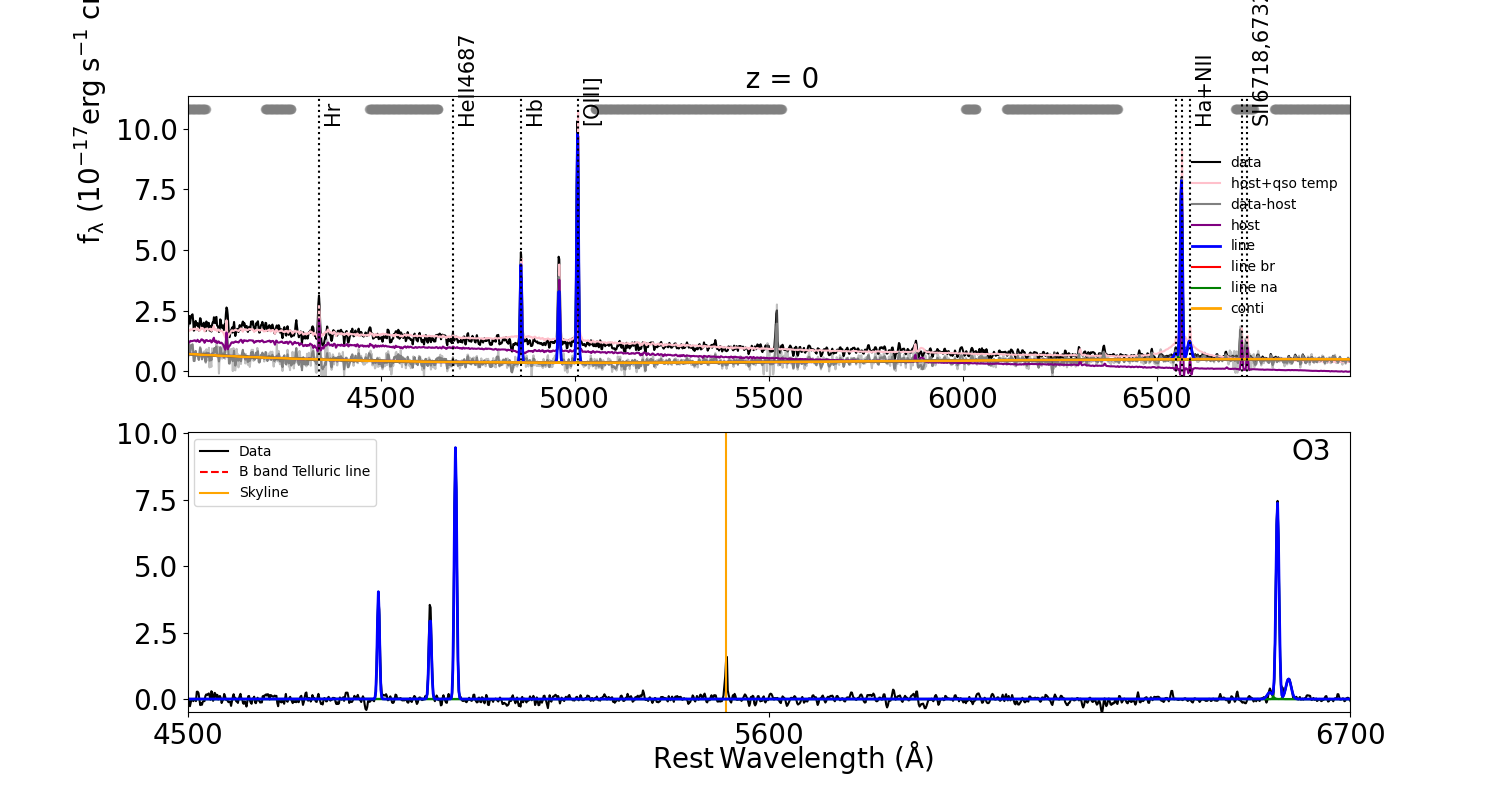 z = 0
f_λ (10^−17 erg s^−1 c
Hr
HeII4687
Hb
[OIII]
Ha+NII
SII6718,6732
10.0
7.5
5.0
2.5
0.0
data
host+qso temp
data-host
host
line
line br
line na
conti
4500
5000
5500
6000
6500
10.0
7.5
5.0
2.5
0.0
Data
B band Telluric line
Skyline
O3
4500
5600
6700
Rest Wavelength (Å)